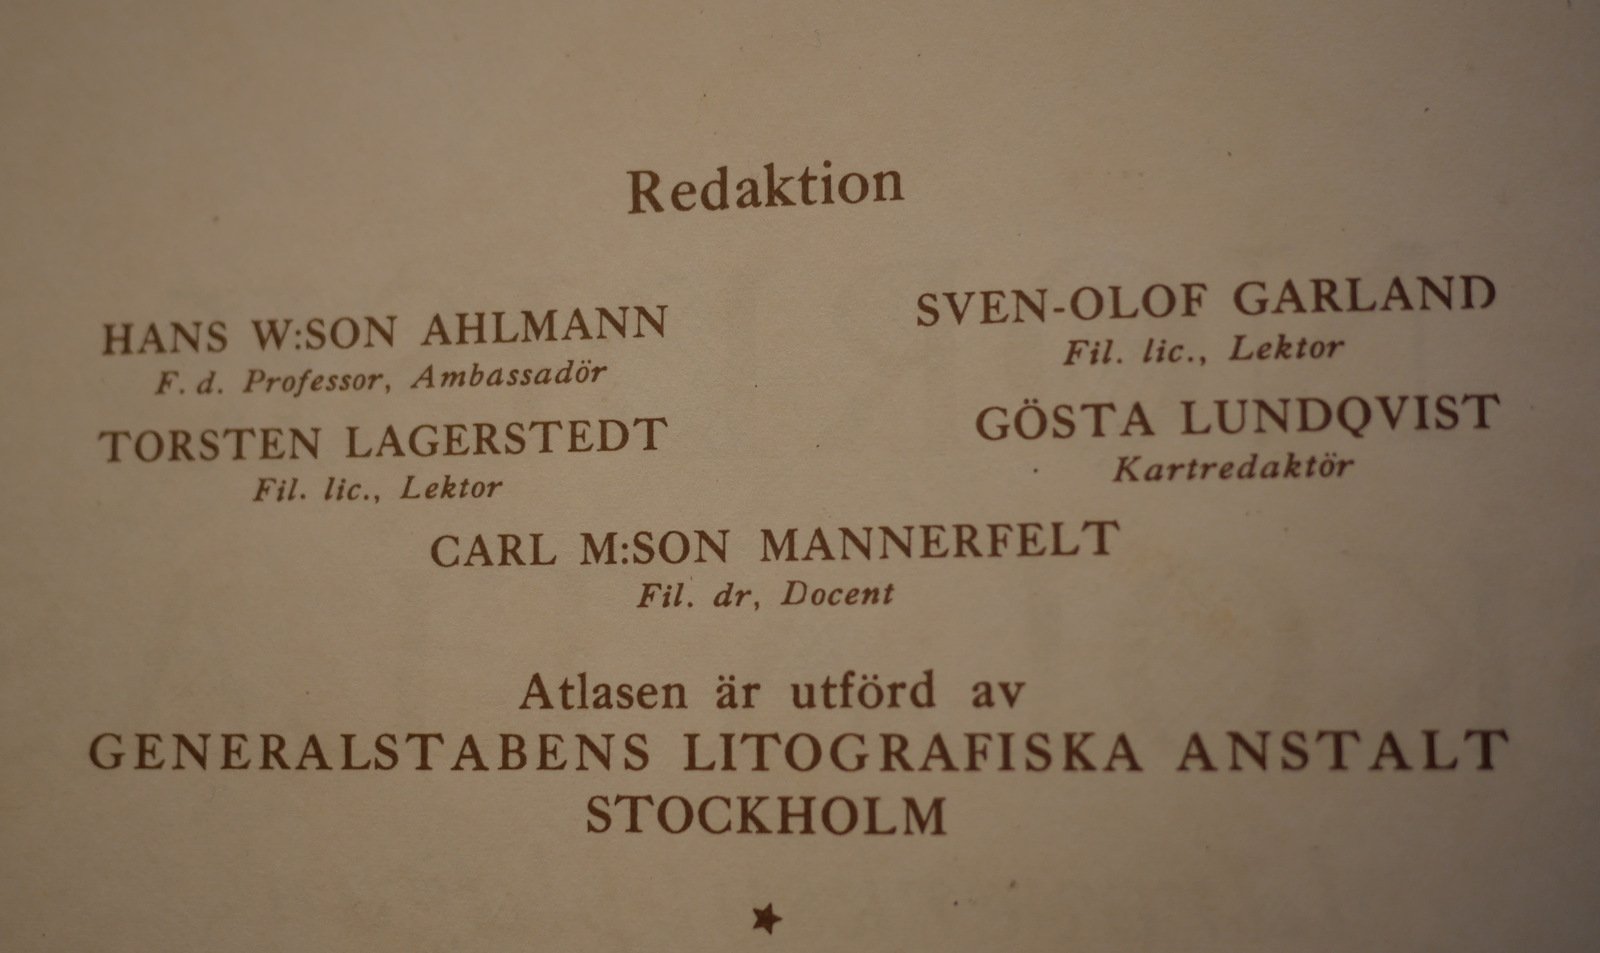 Redaktion
HANS W:SON AHLMANN
F. d. Professor, Ambassadör
SVEN-OLOF GARLAND
Fil. lic., Lektor
TORSTEN LAGERSTEDT
Fil. lic., Lektor
GÖSTA LUNDQVIST
Kartredaktör
CARL M:SON MANNERFELT
Fil. dr, Docent
Atlasen är utförd av
GENERALSTABENS LITOGRAFISKA ANSTALT
STOCKHOLM